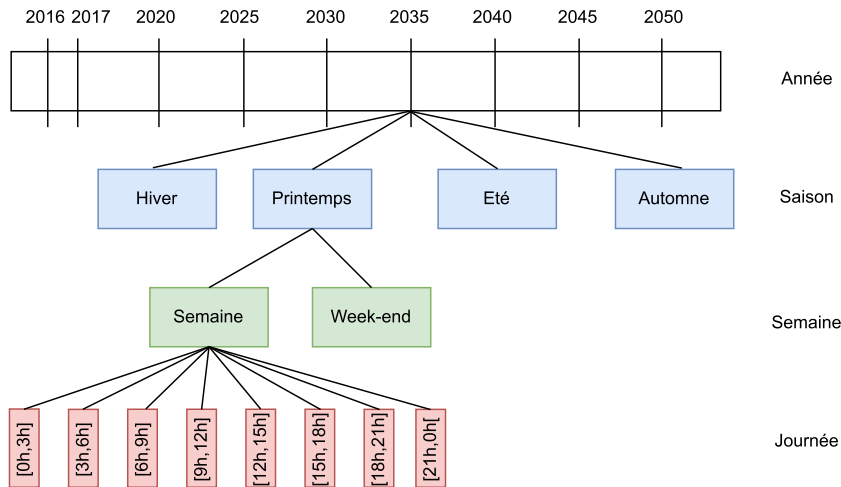 2016 2017 2020 2025 2030 2035 2040 2045 2050
Année
Hiver Printemps Eté Automne Saison
Semaine Week-end Semaine
[0h,3h] [3h,6h] [6h,9h] [9h,12h] [12h,15h] [15h,18h] [18h,21h] [21h,0h[ Journée